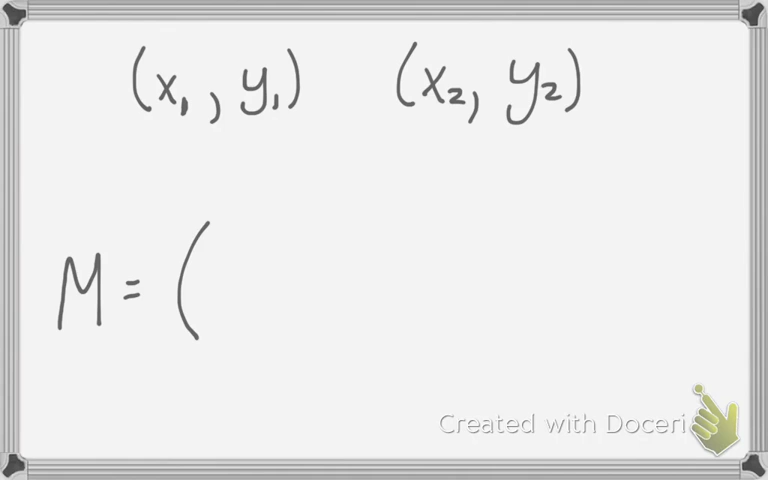 (x₁, y₁) (x₂, y₂)
M = (
Created with Doceri